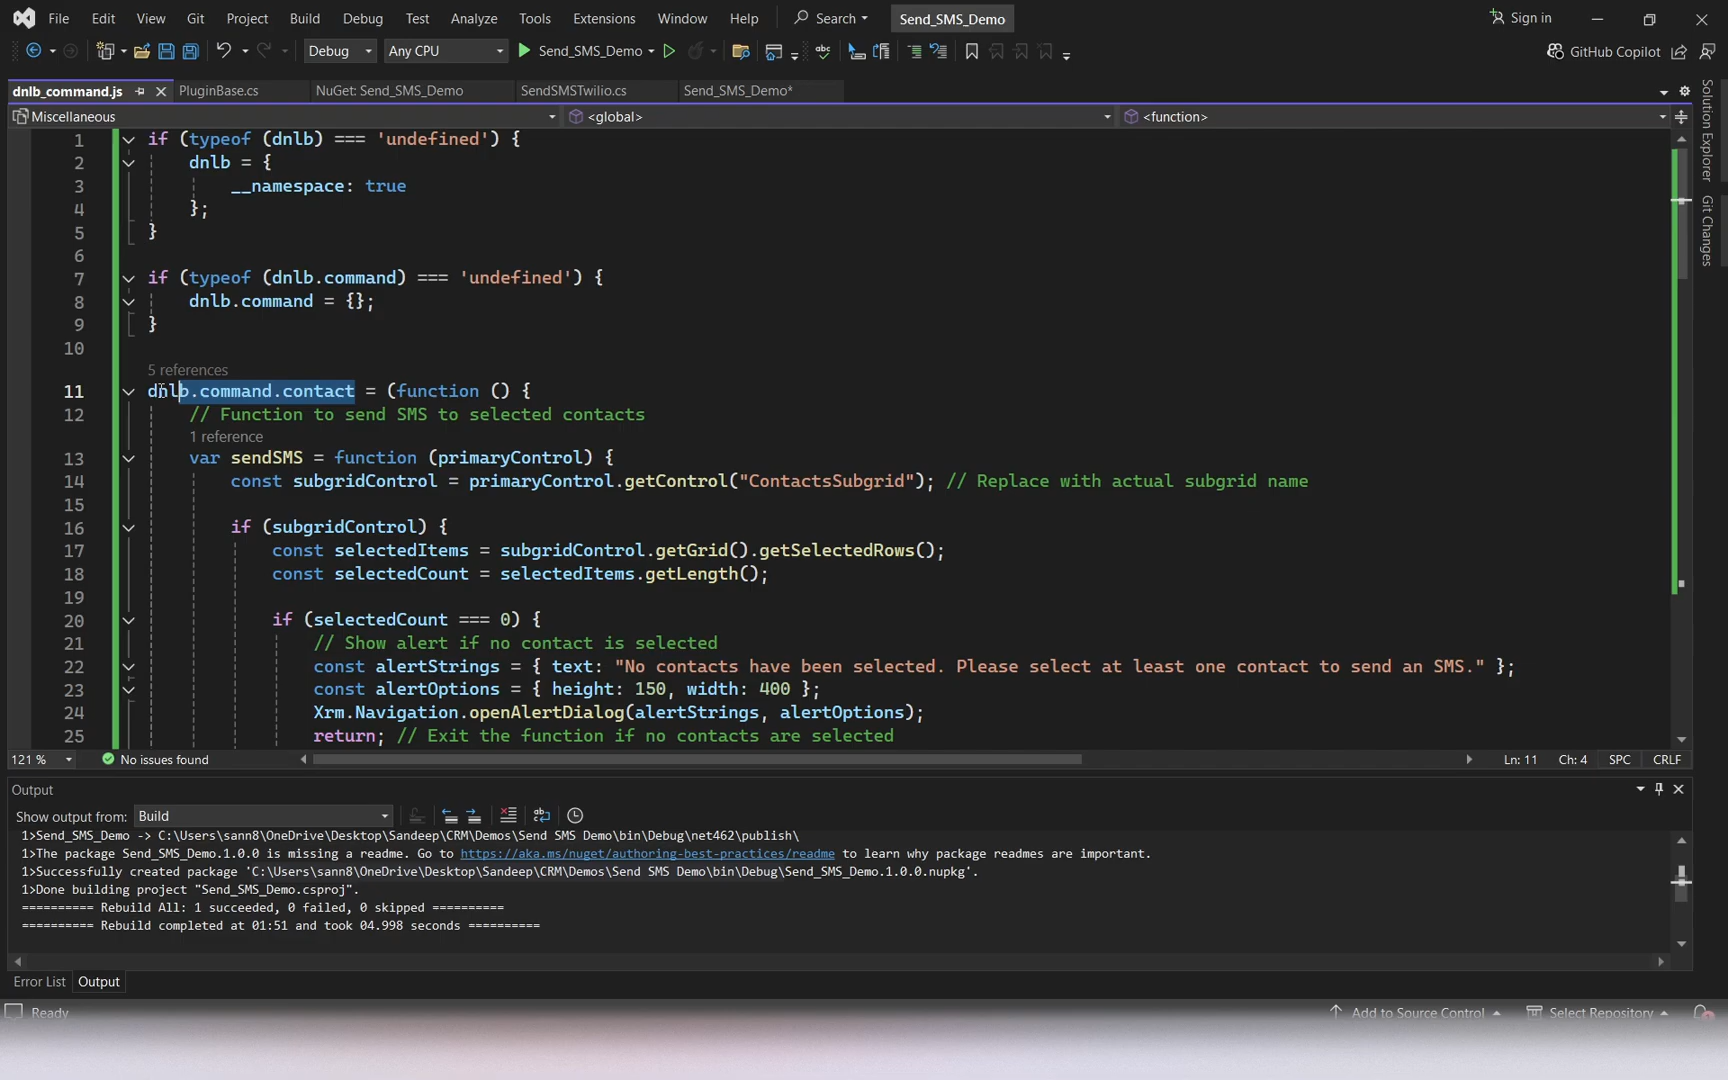 File Edit View Git Project Build Debug Test Analyze Tools Extensions Window Help Search Send_SMS_Demo Sign in
Debug Any CPU Send_SMS_Demo GitHub Copilot
dnlb_command.js PluginBase.cs NuGet: Send_SMS_Demo SendSMSTwilio.cs Send_SMS_Demo*
Miscellaneous <global> <function>
1 if (typeof (dnlb) === 'undefined') {
2 dnlb = {
3 __namespace: true
4 };
5 }
6
7 if (typeof (dnlb.command) === 'undefined') {
8 dnlb.command = {};
9 }
10
5 references
11 dnlb.command.contact = (function () {
12 // Function to send SMS to selected contacts
1 reference
13 var sendSMS = function (primaryControl) {
14 const subgridControl = primaryControl.getControl("ContactsSubgrid"); // Replace with actual subgrid name
15
16 if (subgridControl) {
17 const selectedItems = subgridControl.getGrid().getSelectedRows();
18 const selectedCount = selectedItems.getLength();
19
20 if (selectedCount === 0) {
21 // Show alert if no contact is selected
22 const alertStrings = { text: "No contacts have been selected. Please select at least one contact to send an SMS." };
23 const alertOptions = { height: 150, width: 400 };
24 Xrm.Navigation.openAlertDialog(alertStrings, alertOptions);
25 return; // Exit the function if no contacts are selected
121 % No issues found Ln: 11 Ch: 4 SPC CRLF
Output
Show output from: Build
1>Send_SMS_Demo -> C:\Users\sann8\OneDrive\Desktop\Sandeep\CRM\Demos\Send SMS Demo\bin\Debug\net462\publish\
1>The package Send_SMS_Demo.1.0.0 is missing a readme. Go to https://aka.ms/nuget/authoring-best-practices/readme to learn why package readmes are important.
1>Successfully created package 'C:\Users\sann8\OneDrive\Desktop\Sandeep\CRM\Demos\Send SMS Demo\bin\Debug\Send_SMS_Demo.1.0.0.nupkg'.
1>Done building project "Send_SMS_Demo.csproj".
========== Rebuild All: 1 succeeded, 0 failed, 0 skipped ==========
========== Rebuild completed at 01:51 and took 04.998 seconds ==========
Error List Output
Ready Add to Source Control Select Repository
Solution Explorer
Git Changes